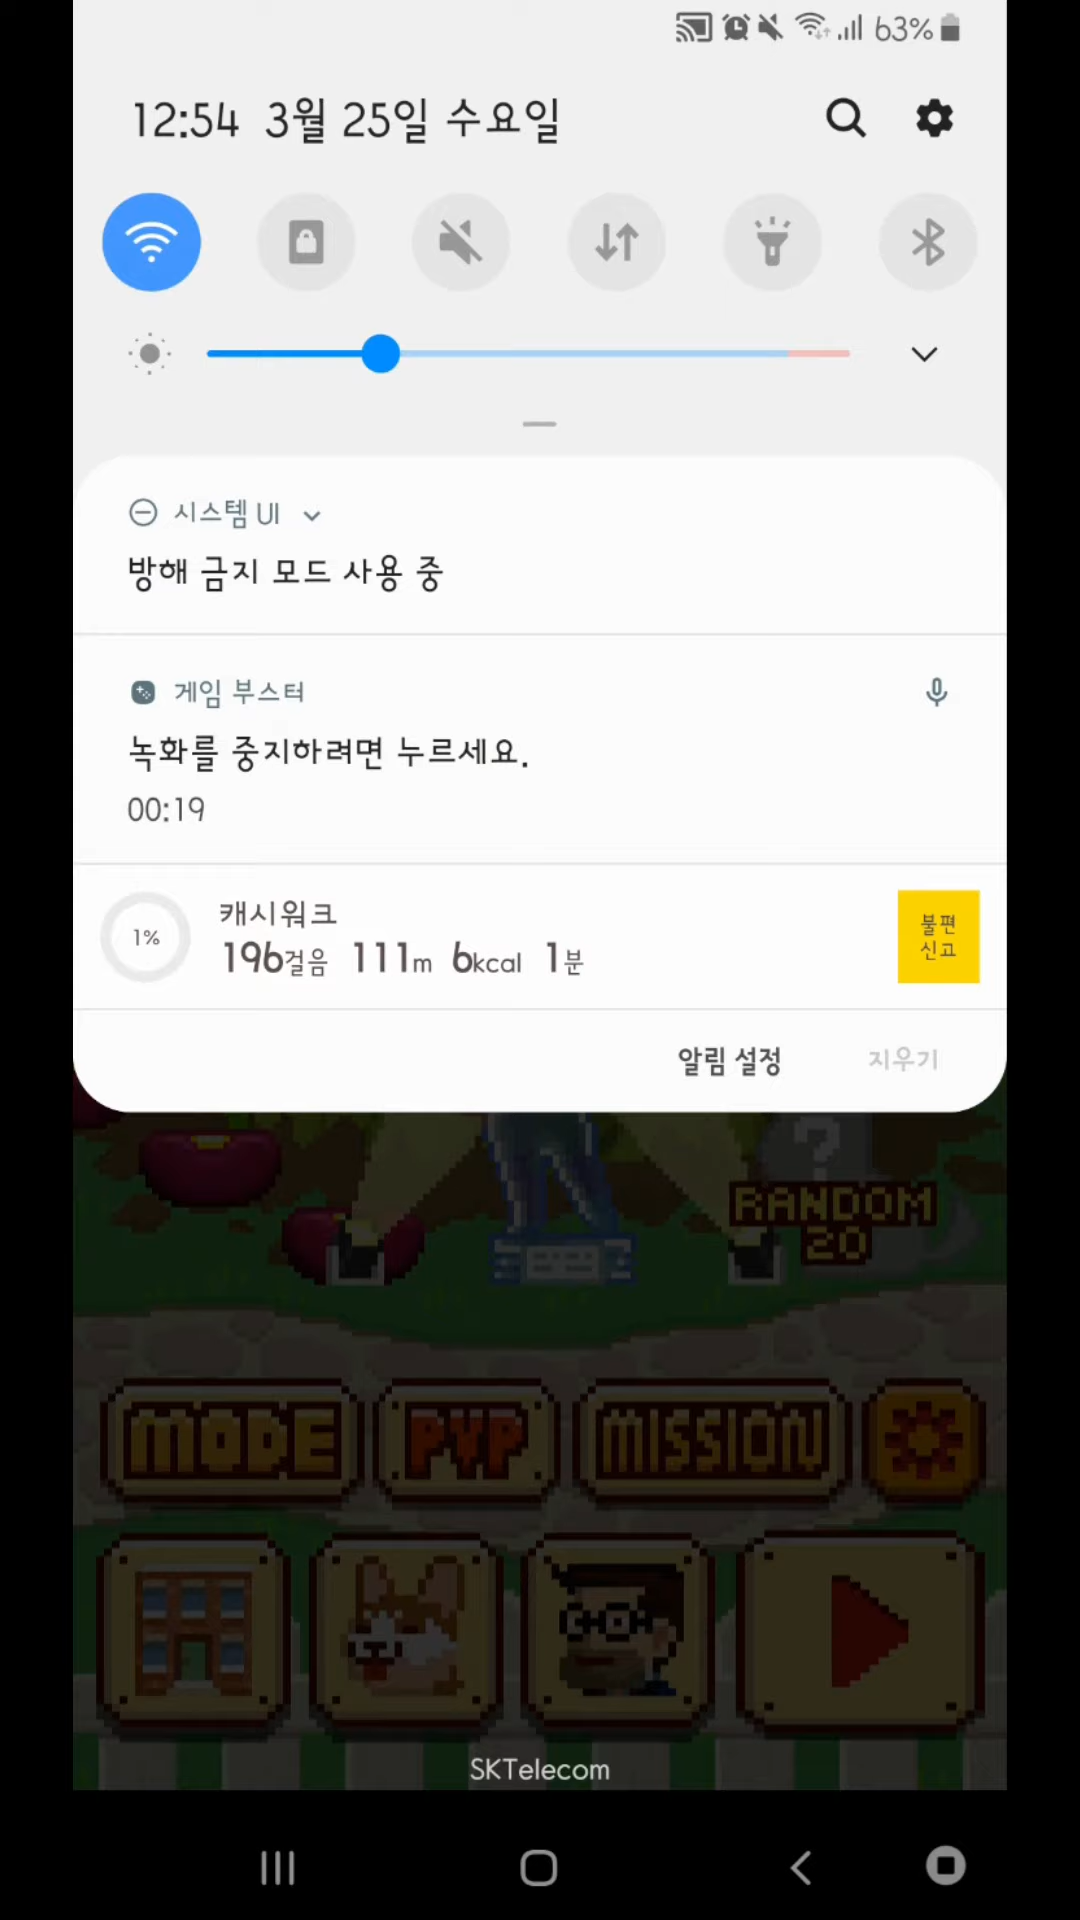 63%
12:54 3월 25일 수요일
시스템 UI
방해 금지 모드 사용 중
게임 부스터
녹화를 중지하려면 누르세요.
00:19
1%
캐시워크
196걸음 111m 6kcal 1분
불편
신고
알림 설정
지우기
?
RANDOM
20
MODE
PVP
MISSION
SKTelecom